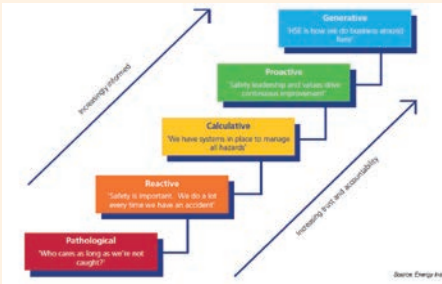 Generative
'HSE is how we do business around
here'
Proactive
'Safety leadership and values drive
continuous improvement'
Calculative
'We have systems in place to manage
all hazards'
Reactive
'Safety is important. We do a lot
every time we have an accident'
Pathological
'Who cares as long as we're not
caught?'
Increasingly informed
Increasing trust and accountability
Source: Energy Ins